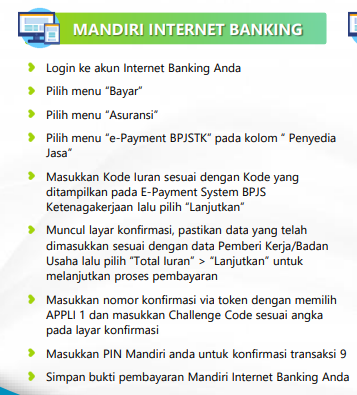 MANDIRI INTERNET BANKING
Login ke akun Internet Banking Anda
Pilih menu “Bayar”
Pilih menu “Asuransi”
Pilih menu “e-Payment BPJSTK” pada kolom “ Penyedia
Jasa”
Masukkan Kode Iuran sesuai dengan Kode yang
ditampilkan pada E-Payment System BPJS
Ketenagakerjaan lalu pilih “Lanjutkan”
Muncul layar konfirmasi, pastikan data yang telah
dimasukkan sesuai dengan data Pemberi Kerja/Badan
Usaha lalu pilih “Total Iuran” > “Lanjutkan” untuk
melanjutkan proses pembayaran
Masukkan nomor konfirmasi via token dengan memilih
APPLI 1 dan masukkan Challenge Code sesuai angka
pada layar konfirmasi
Masukkan PIN Mandiri anda untuk konfirmasi transaksi 9
Simpan bukti pembayaran Mandiri Internet Banking Anda